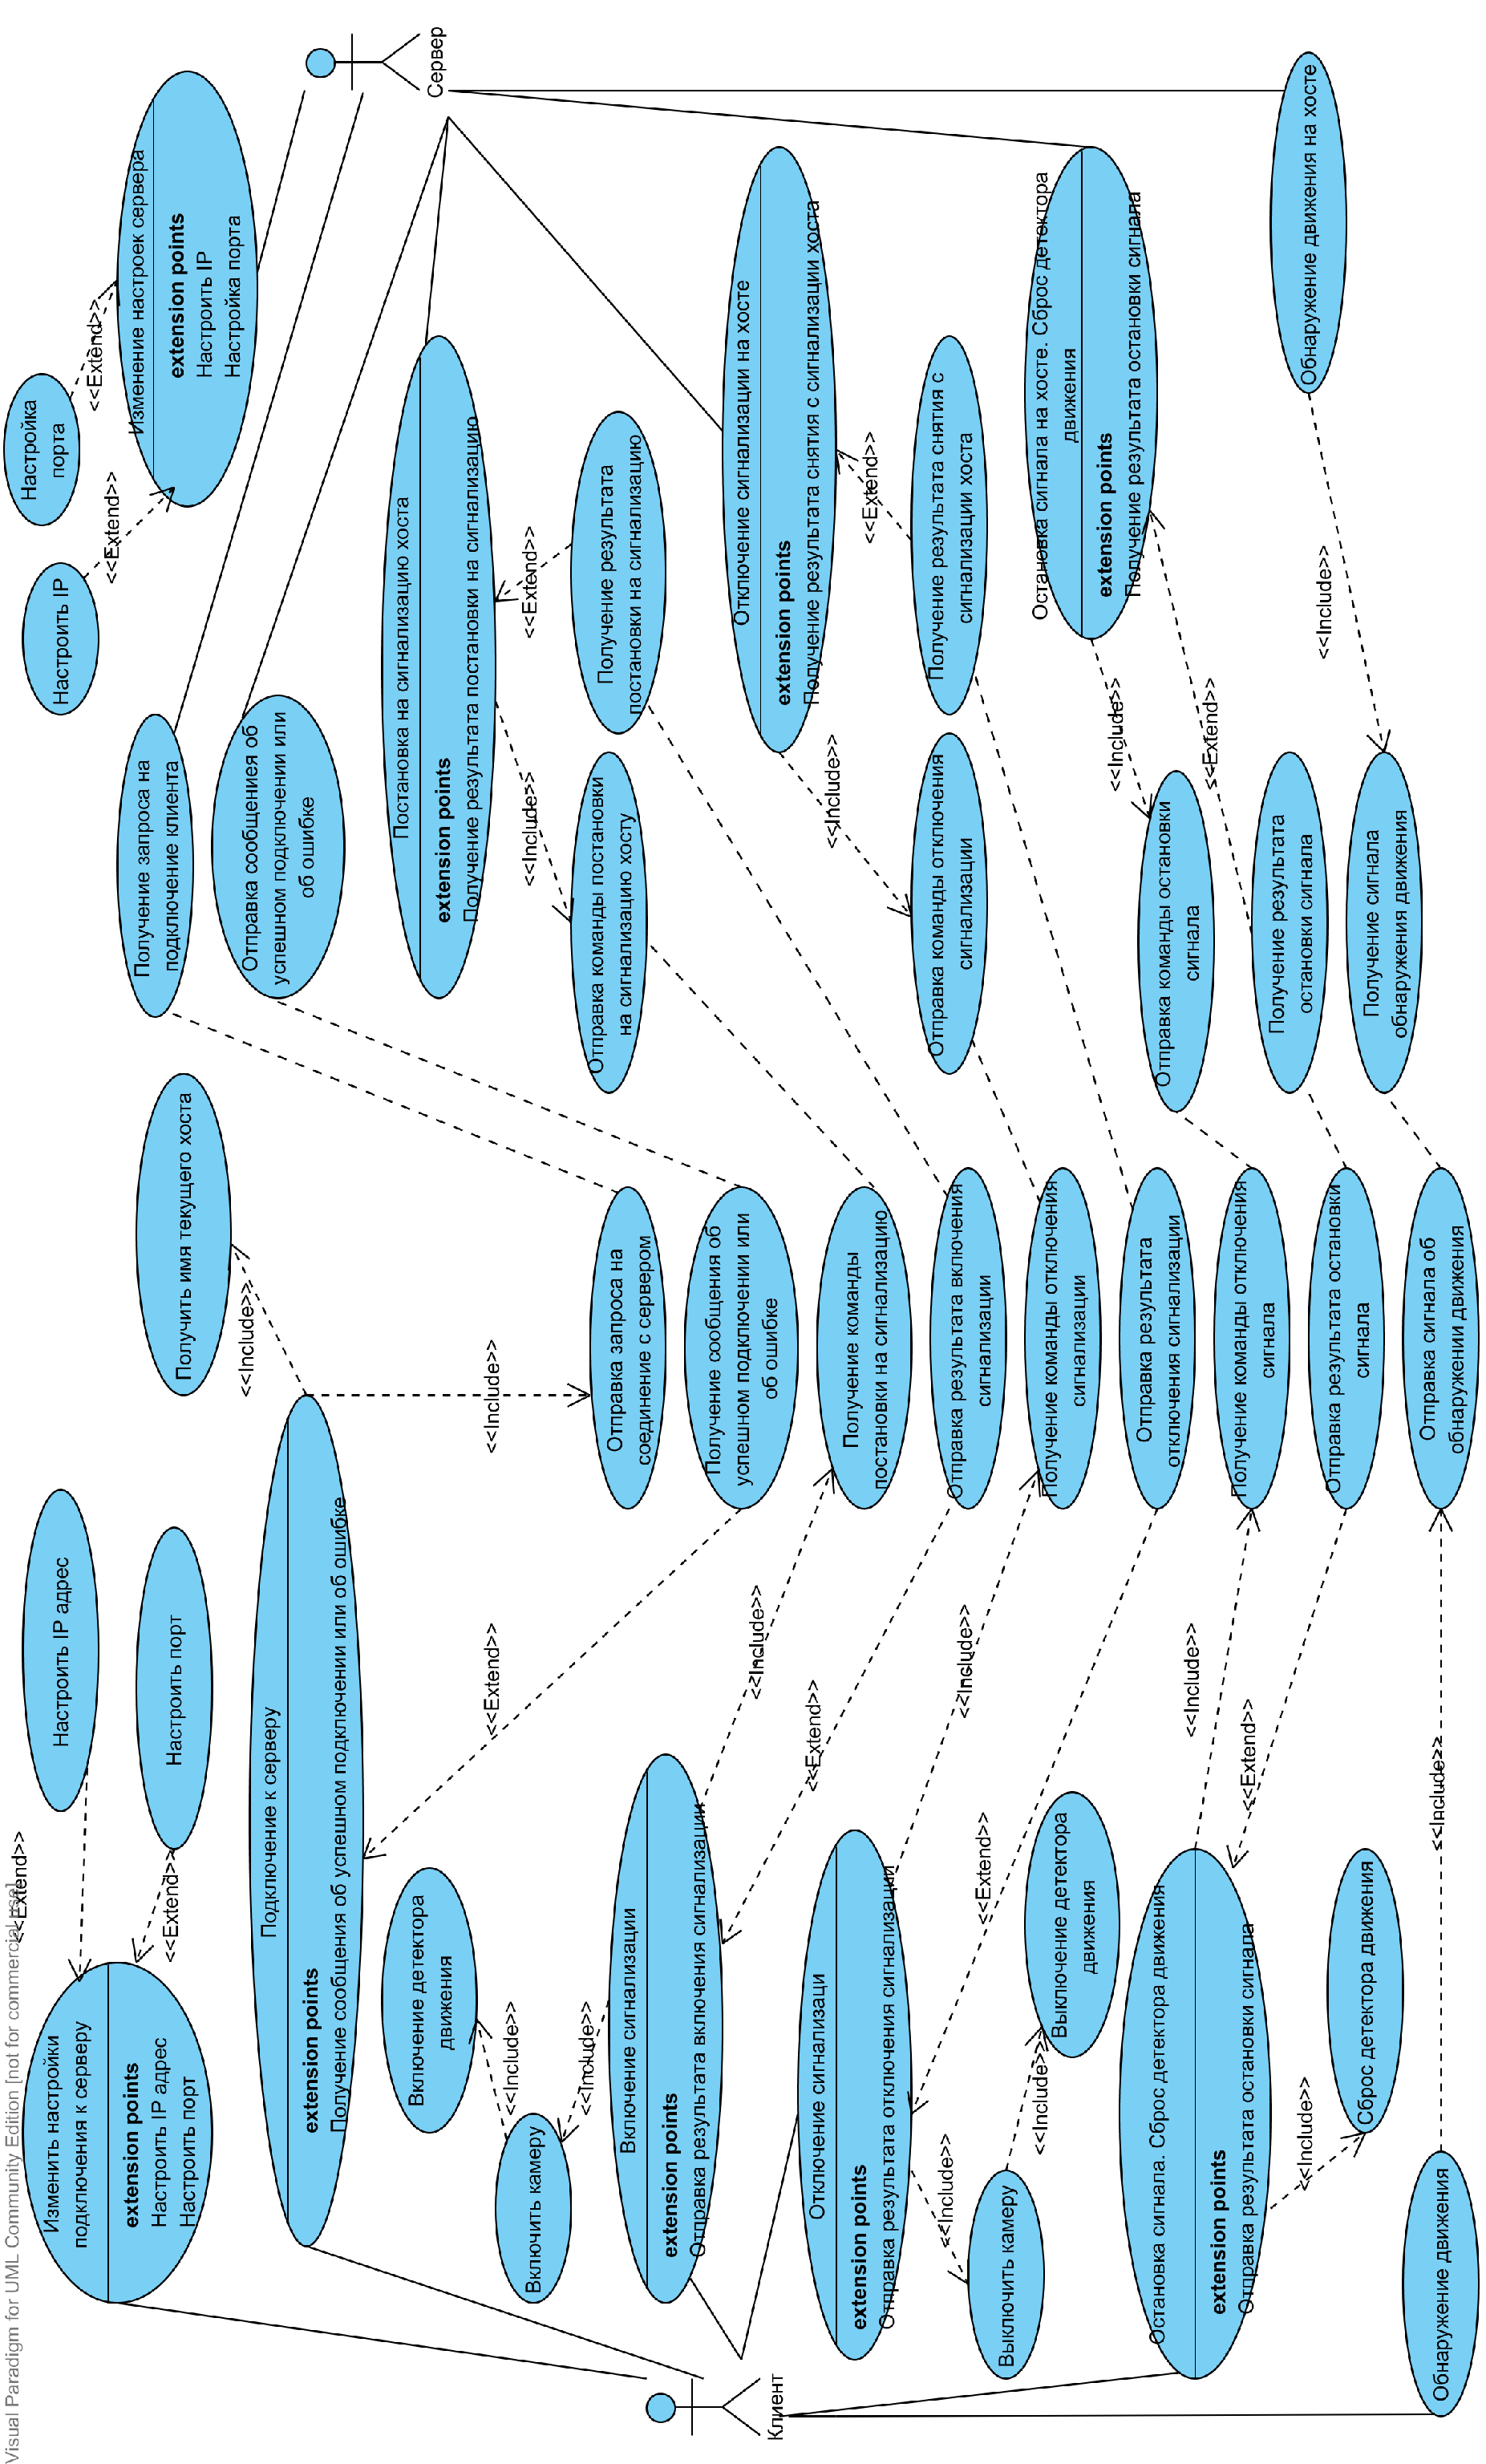 Visual Paradigm for UML Community Edition [not for commercial use]
Изменить настройки
подключения к серверу
extension points
Настроить IP адрес
Настроить порт
<<Extend>>
Настроить IP адрес
<<Extend>>
Настроить порт
Подключение к серверу
extension points
Получение сообщения об успешном подключении или об ошибке
<<Include>>
Получить имя текущего хоста
<<Include>>
<<Extend>>
Включение детектора
движения
<<Include>>
Включить камеру
<<Include>>
Включение сигнализации
extension points
Отправка результата включения сигнализации
<<Include>>
<<Extend>>
Отключение сигнализаци
extension points
Отправка результата отключения сигнализации
<<Include>>
<<Extend>>
<<Include>>
Выключить камеру
<<Include>>
Выключение детектора
движения
Остановка сигнала. Сброс детектора движения
extension points
Отправка результата остановки сигнала
<<Include>>
<<Extend>>
<<Include>>
Сброс детектора движения
Обнаружение движения
<<Include>>
Клиент
Отправка запроса на
соединение с сервером
Получение сообщения об
успешном подключении или
об ошибке
Получение команды
постановки на сигнализацию
Отправка результата включения
сигнализации
Получение команды отключения
сигнализации
Отправка результата
отключения сигнализации
Получение команды отключения
сигнала
Отправка результата остановки
сигнала
Отправка сигнала об
обнаружении движения
Настроить IP
<<Extend>>
Настройка
порта
<<Extend>>
Изменение настроек сервера
extension points
Настроить IP
Настройка порта
Получение запроса на
подключение клиента
Отправка сообщения об
успешном подключении или
об ошибке
Постановка на сигнализацию хоста
extension points
Получение результата постановки на сигнализацию
<<Include>>
<<Extend>>
Отправка команды постановки
на сигнализацию хосту
Получение результата
постановки на сигнализацию
Отключение сигнализации на хосте
extension points
Получение результата снятия с сигнализации хоста
<<Include>>
<<Extend>>
Отправка команды отключения
сигнализации
Получение результата снятия с
сигнализации хоста
Остановка сигнала на хосте. Сброс детектора
движения
extension points
Получение результата остановки сигнала
<<Include>>
<<Extend>>
Отправка команды остановки
сигнала
Получение результата
остановки сигнала
Получение сигнала
обнаружения движения
<<Include>>
Обнаружение движения на хосте
Сервер